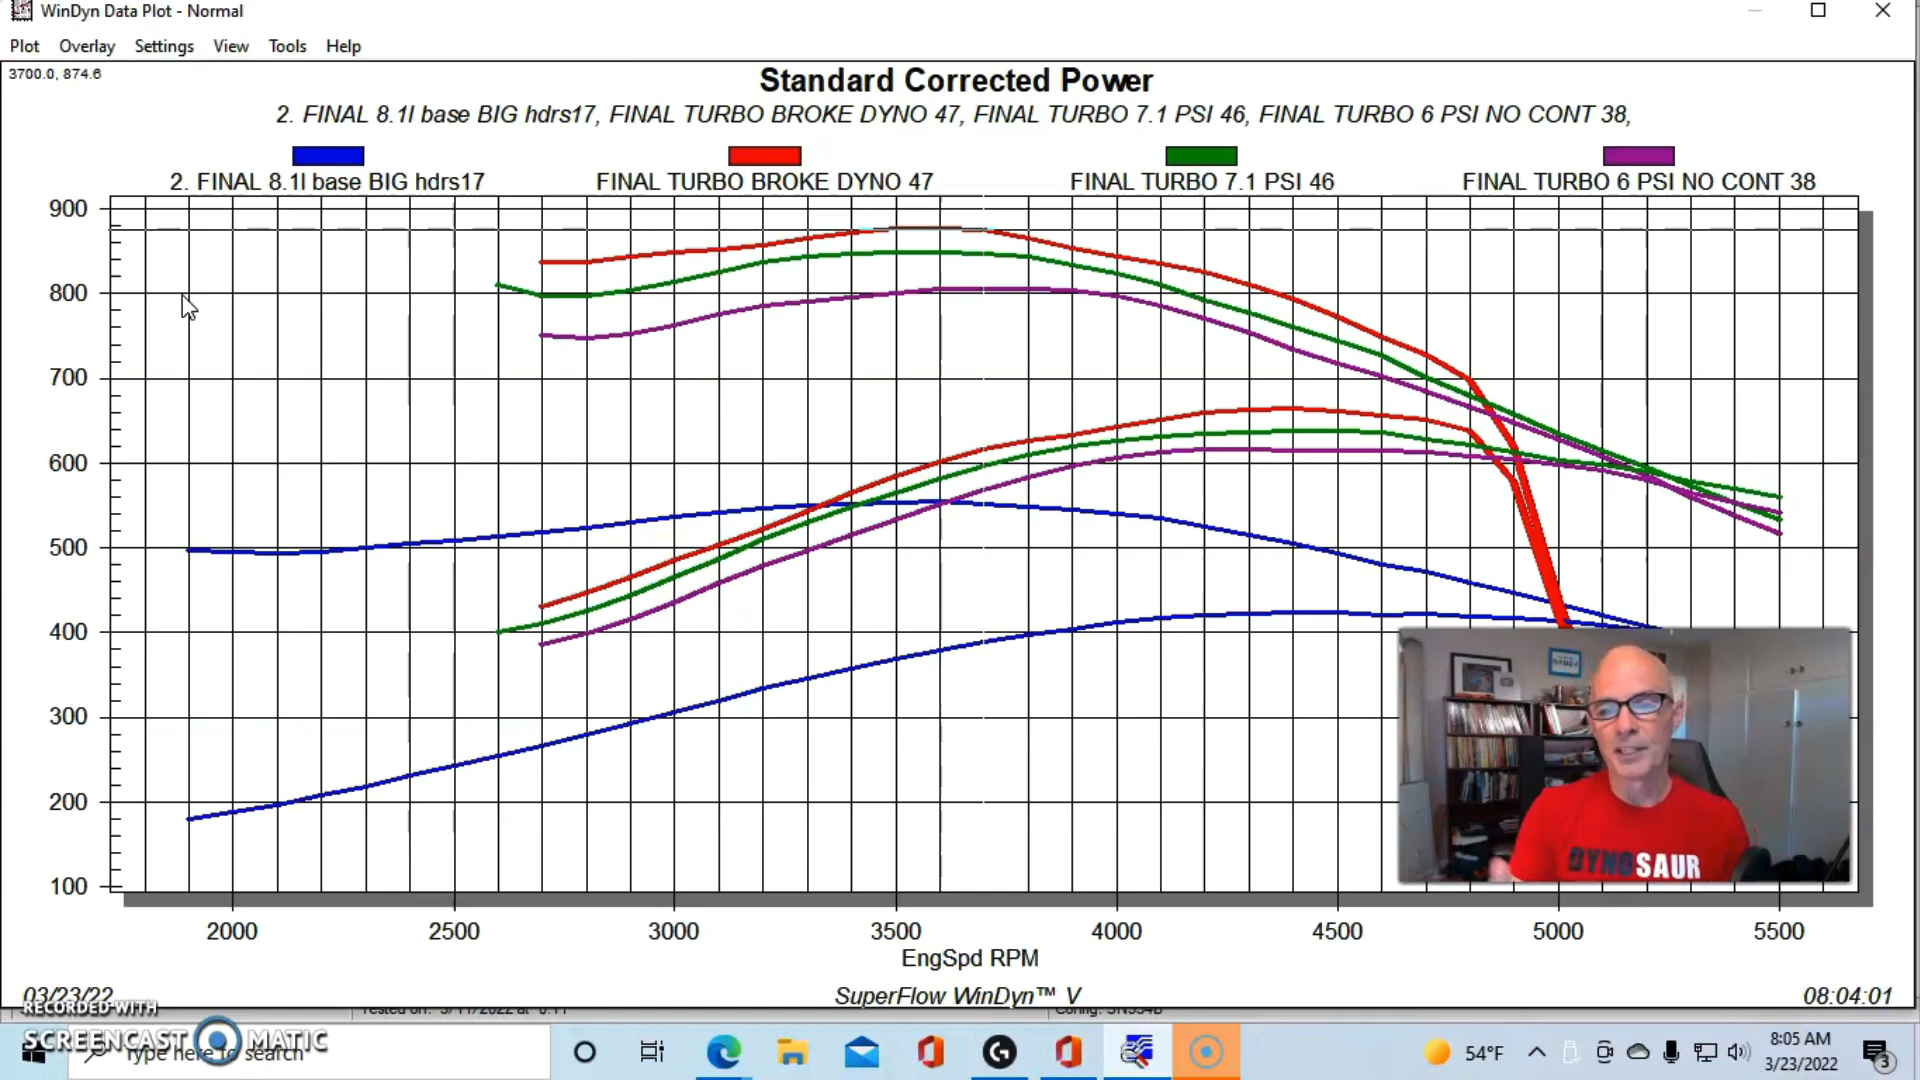 WinDyn Data Plot - Normal
Plot Overlay Settings View Tools Help
3700.0, 874.6
Standard Corrected Power
2. FINAL 8.1l base BIG hdrs17, FINAL TURBO BROKE DYNO 47, FINAL TURBO 7.1 PSI 46, FINAL TURBO 6 PSI NO CONT 38,
2. FINAL 8.1l base BIG hdrs17 FINAL TURBO BROKE DYNO 47 FINAL TURBO 7.1 PSI 46 FINAL TURBO 6 PSI NO CONT 38
900
800
700
600
500
400
300
200
100
DYNOSAUR
2000 2500 3000 3500 4000 4500 5000 5500
EngSpd RPM
03/23/22 SuperFlow WinDyn™ V 08:04:01
RECORDED WITH
SCREENCAST MATIC
Type here to search
54°F
8:05 AM
3/23/2022
3